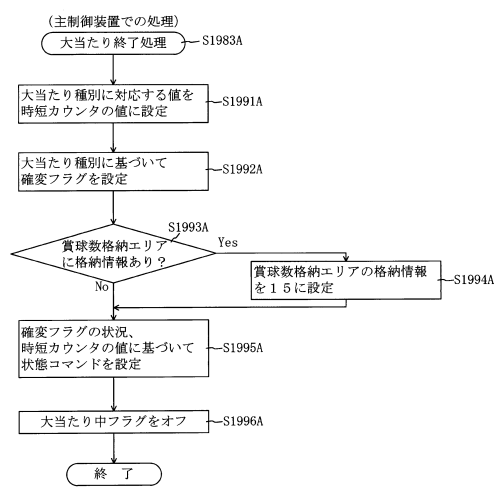 (主制御装置での処理)
大当たり終了処理
S1983A
大当たり種別に対応する値を
時短カウンタの値に設定
S1991A
大当たり種別に基づいて
確変フラグを設定
S1992A
S1993A
賞球数格納エリア
に格納情報あり？
Yes
No
賞球数格納エリアの格納情報
を１５に設定
S1994A
確変フラグの状況、
時短カウンタの値に基づいて
状態コマンドを設定
S1995A
大当たり中フラグをオフ
S1996A
終 了